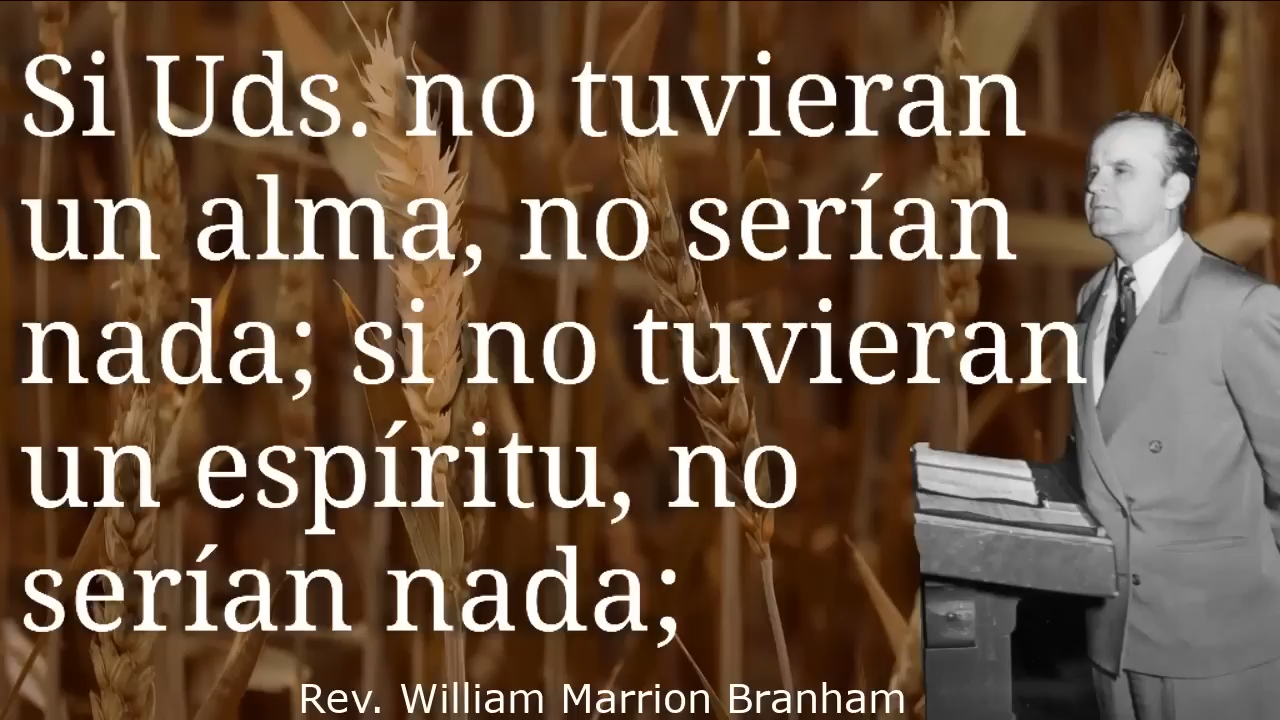 Si Uds. no tuvieran
un alma, no serían
nada; si no tuvieran
un espíritu, no
serían nada;
Rev. William Marrion Branham